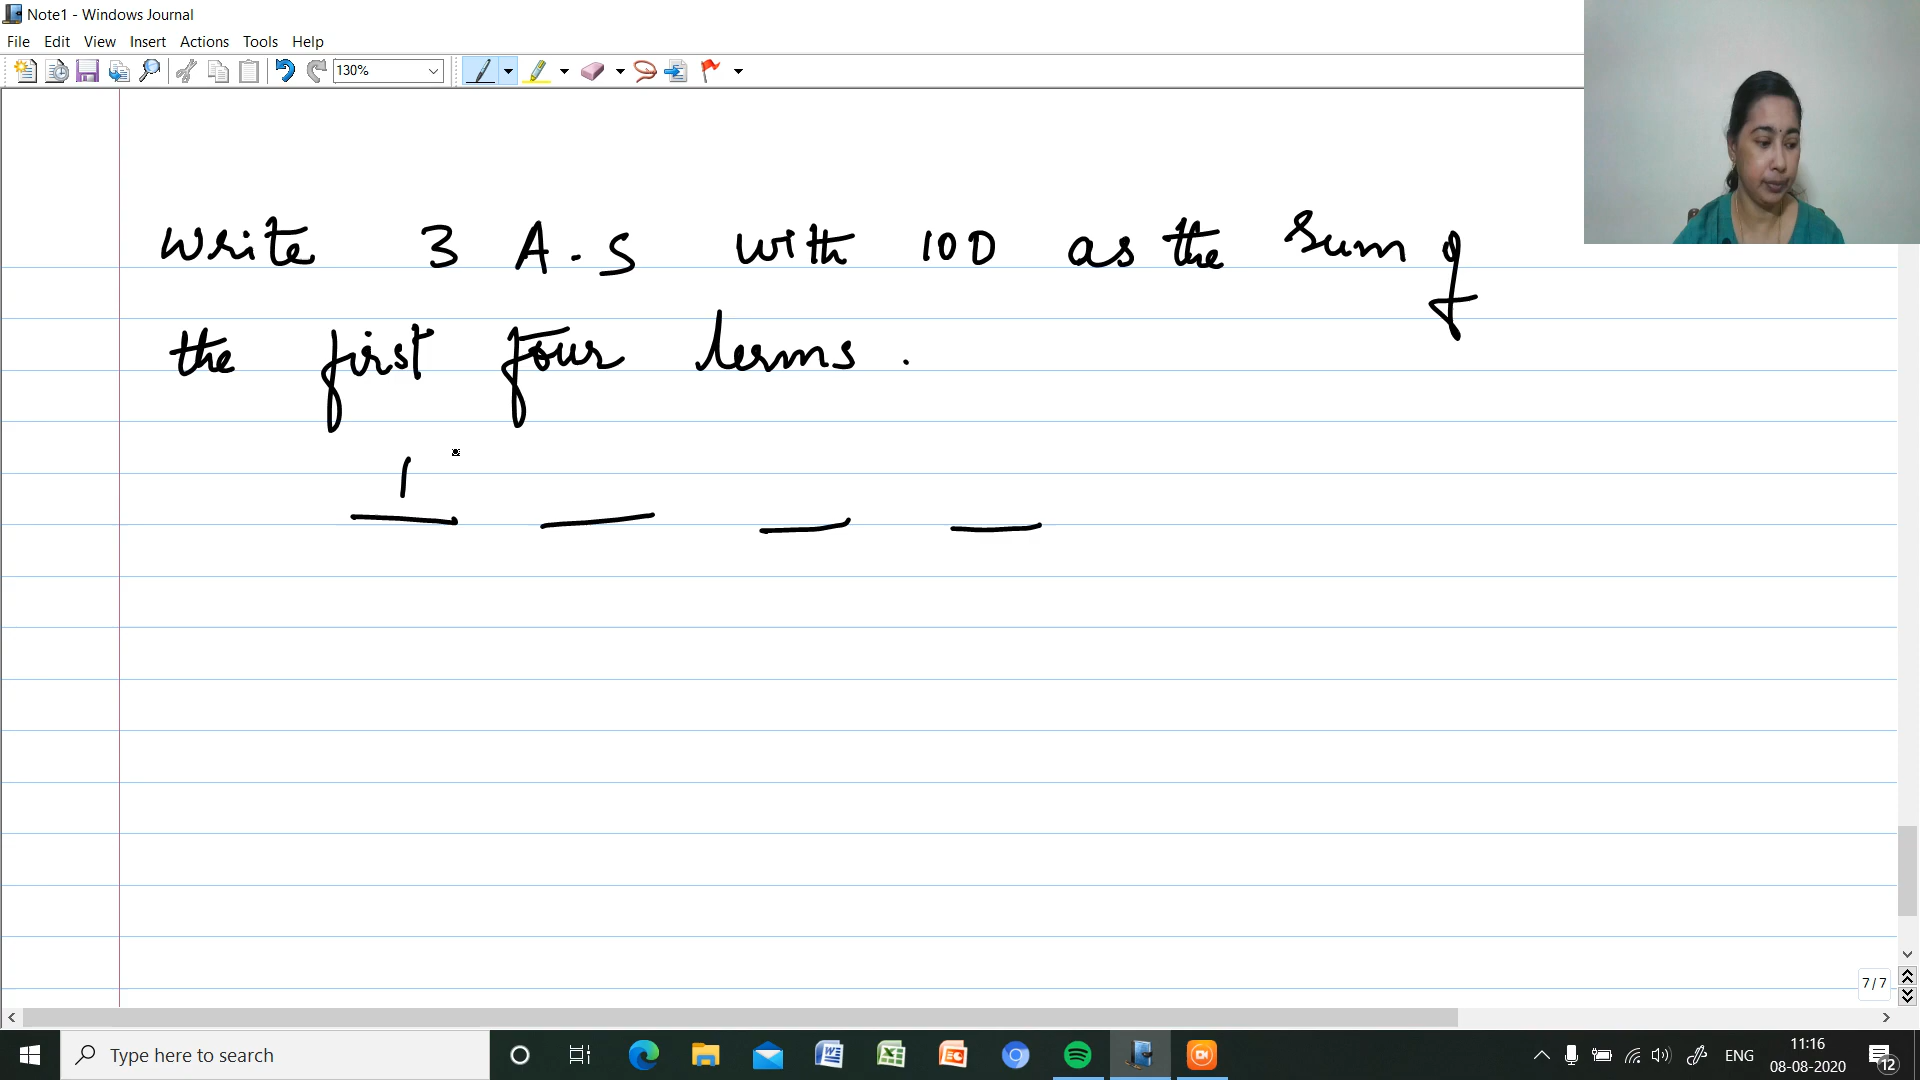 Note1 - Windows Journal
File Edit View Insert Actions Tools Help
130%
Write 3 A.S with 100 as the sum of
the first four terms.
1
7/7
Type here to search
ENG
11:16
08-08-2020
12